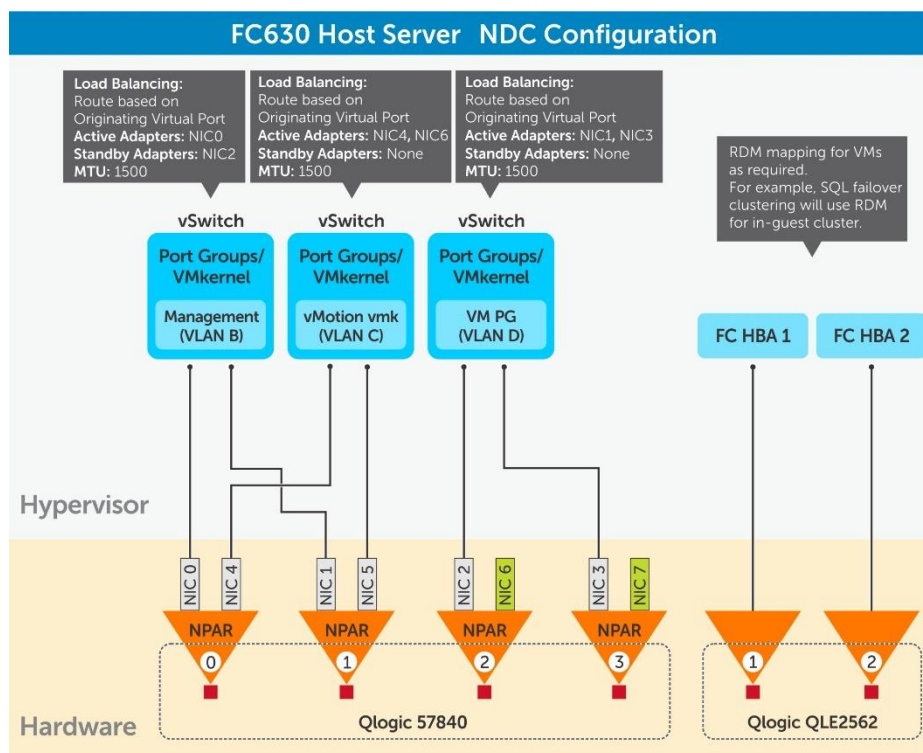 FC630 Host Server NDC Configuration
Load Balancing:
Route based on
Originating Virtual Port
Active Adapters: NIC0
Standby Adapters: NIC2
MTU: 1500
Load Balancing:
Route based on
Originating Virtual Port
Active Adapters: NIC4, NIC6
Standby Adapters: None
MTU: 1500
Load Balancing:
Route based on
Originating Virtual Port
Active Adapters: NIC1, NIC3
Standby Adapters: None
MTU: 1500
RDM mapping for VMs
as required.
For example, SQL failover
clustering will use RDM
for in-guest cluster.
vSwitch
vSwitch
vSwitch
Port Groups/
VMkernel
Management
(VLAN B)
Port Groups/
VMkernel
vMotion vmk
(VLAN C)
Port Groups/
VMkernel
VM PG
(VLAN D)
FC HBA 1
FC HBA 2
Hypervisor
NIC 0
NIC 4
NIC 1
NIC 5
NIC 2
NIC 6
NIC 3
NIC 7
NPAR
NPAR
NPAR
NPAR
0
1
2
3
1
2
Hardware
Qlogic 57840
Qlogic QLE2562